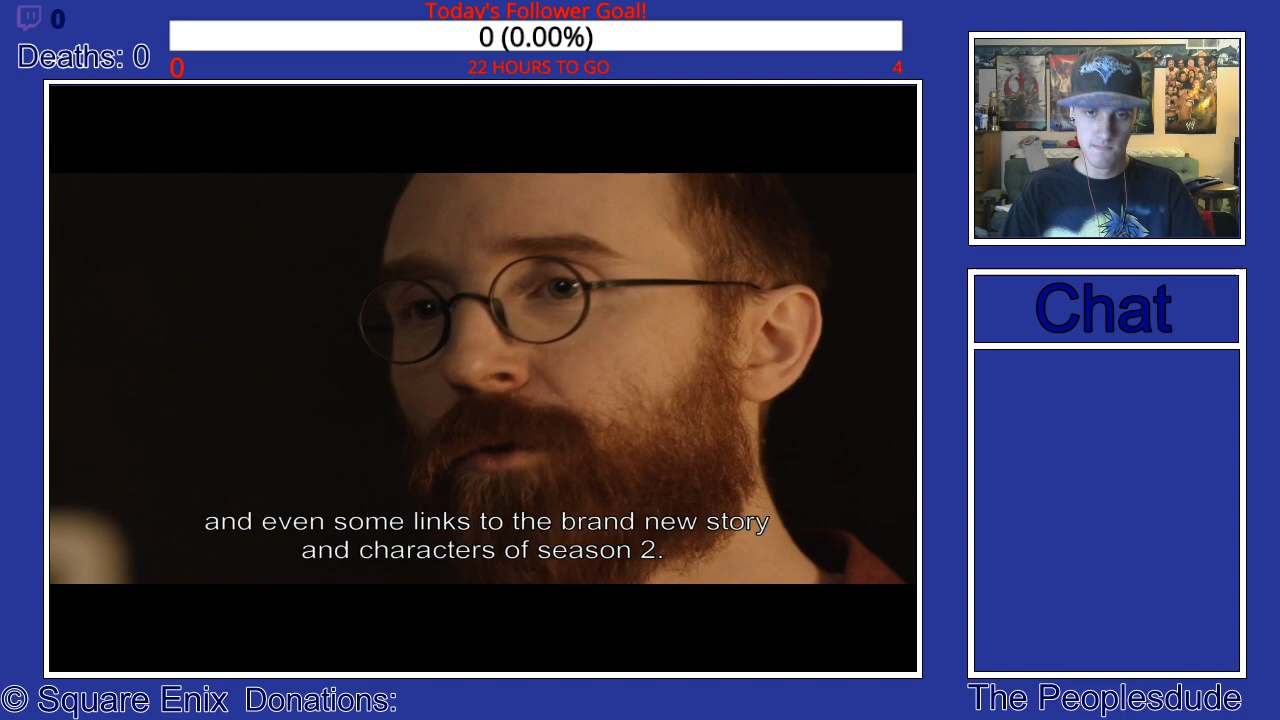 0
Today's Follower Goal!
0 (0.00%)
Deaths: 0
0
22 HOURS TO GO
4
Chat
and even some links to the brand new story
and characters of season 2.
© Square Enix
Donations:
The Peoplesdude